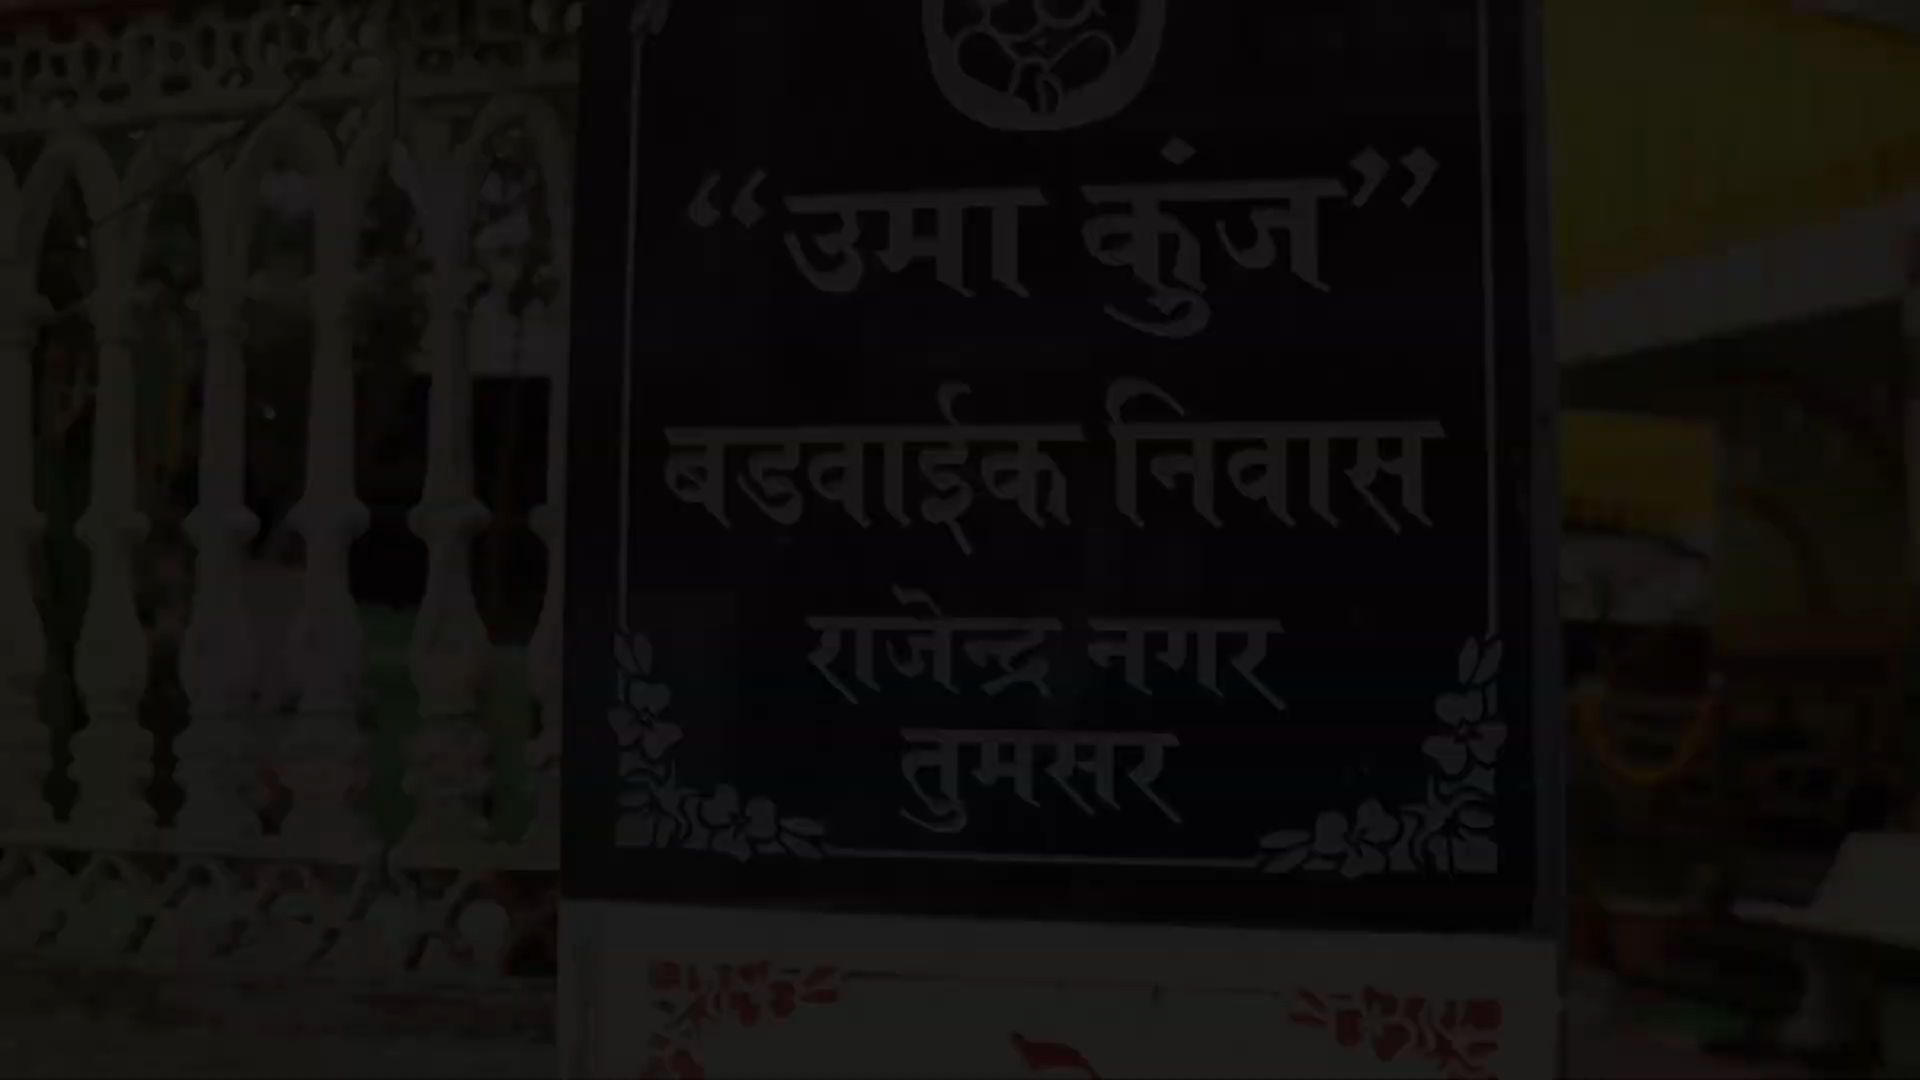 “उमा कुंज”
बडवाईक निवास
राजेन्द्र नगर
तुमसर